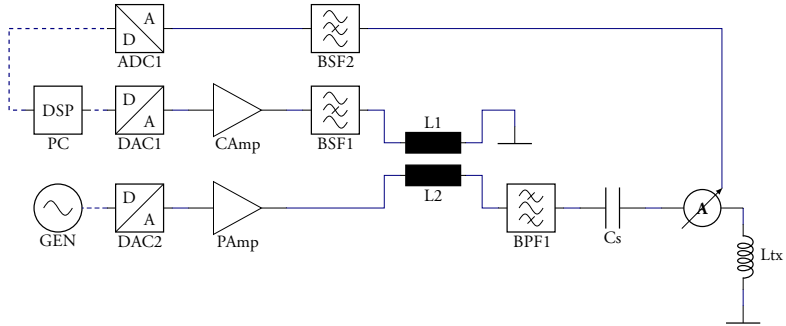 A
D
ADC1
BSF2
DSP
PC
D
A
DAC1
CAmp
BSF1
L1
L2
GEN
D
A
DAC2
PAmp
BPF1
Cs
A
Ltx